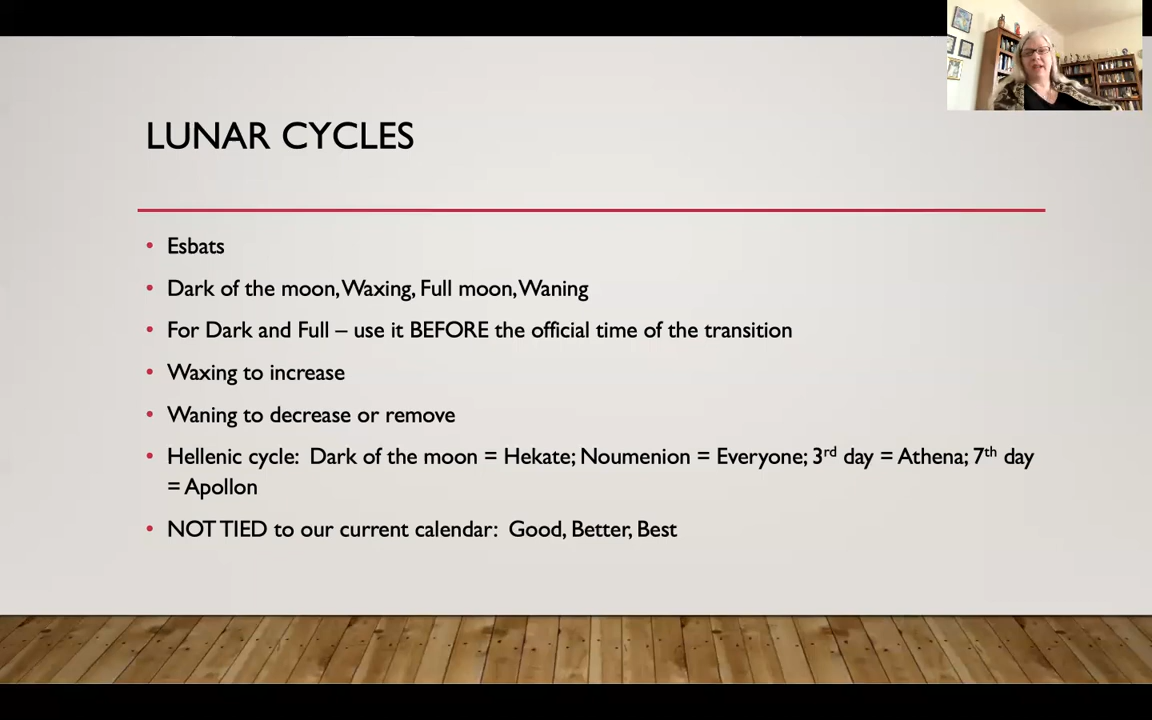 LUNAR CYCLES
• Esbats
• Dark of the moon, Waxing, Full moon, Waning
• For Dark and Full – use it BEFORE the official time of the transition
• Waxing to increase
• Waning to decrease or remove
• Hellenic cycle:  Dark of the moon = Hekate; Noumenion = Everyone; 3rd day = Athena; 7th day
= Apollon
• NOT TIED to our current calendar:  Good, Better, Best